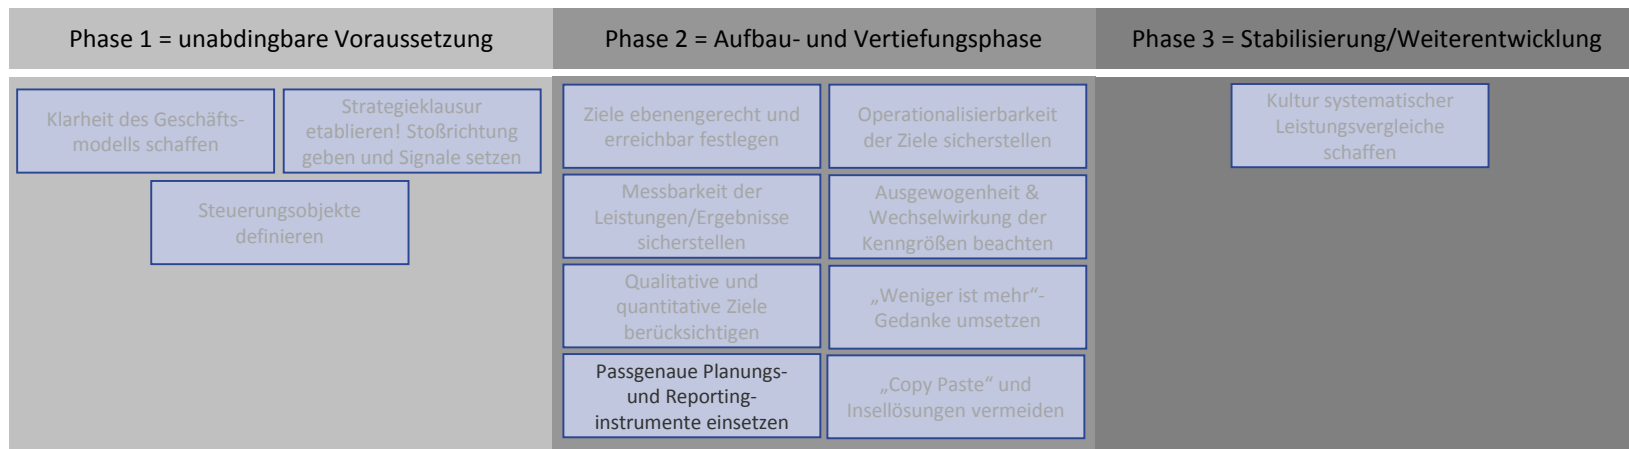 Phase 1 = unabdingbare Voraussetzung
Phase 2 = Aufbau- und Vertiefungsphase
Phase 3 = Stabilisierung/Weiterentwicklung
Klarheit des Geschäfts-
modells schaffen
Strategieklausur
etablieren! Stoßrichtung
geben und Signale setzen
Steuerungsobjekte
definieren
Ziele ebenengerecht und
erreichbar festlegen
Operationalisierbarkeit
der Ziele sicherstellen
Messbarkeit der
Leistungen/Ergebnisse
sicherstellen
Ausgewogenheit &
Wechselwirkung der
Kenngrößen beachten
Qualitative und
quantitative Ziele
berücksichtigen
„Weniger ist mehr“-
Gedanke umsetzen
Passgenaue Planungs-
und Reporting-
instrumente einsetzen
„Copy Paste“ und
Insellösungen vermeiden
Kultur systematischer
Leistungsvergleiche
schaffen